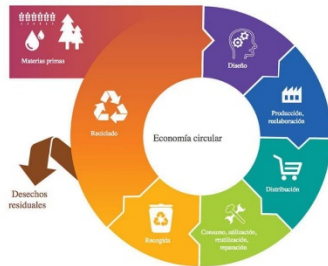 Materias primas
Diseño
Producción,
reelaboración
Distribución
Consumo, utilización,
reutilización,
reparación
Recogida
Reciclado
Desechos
residuales
Economía circular